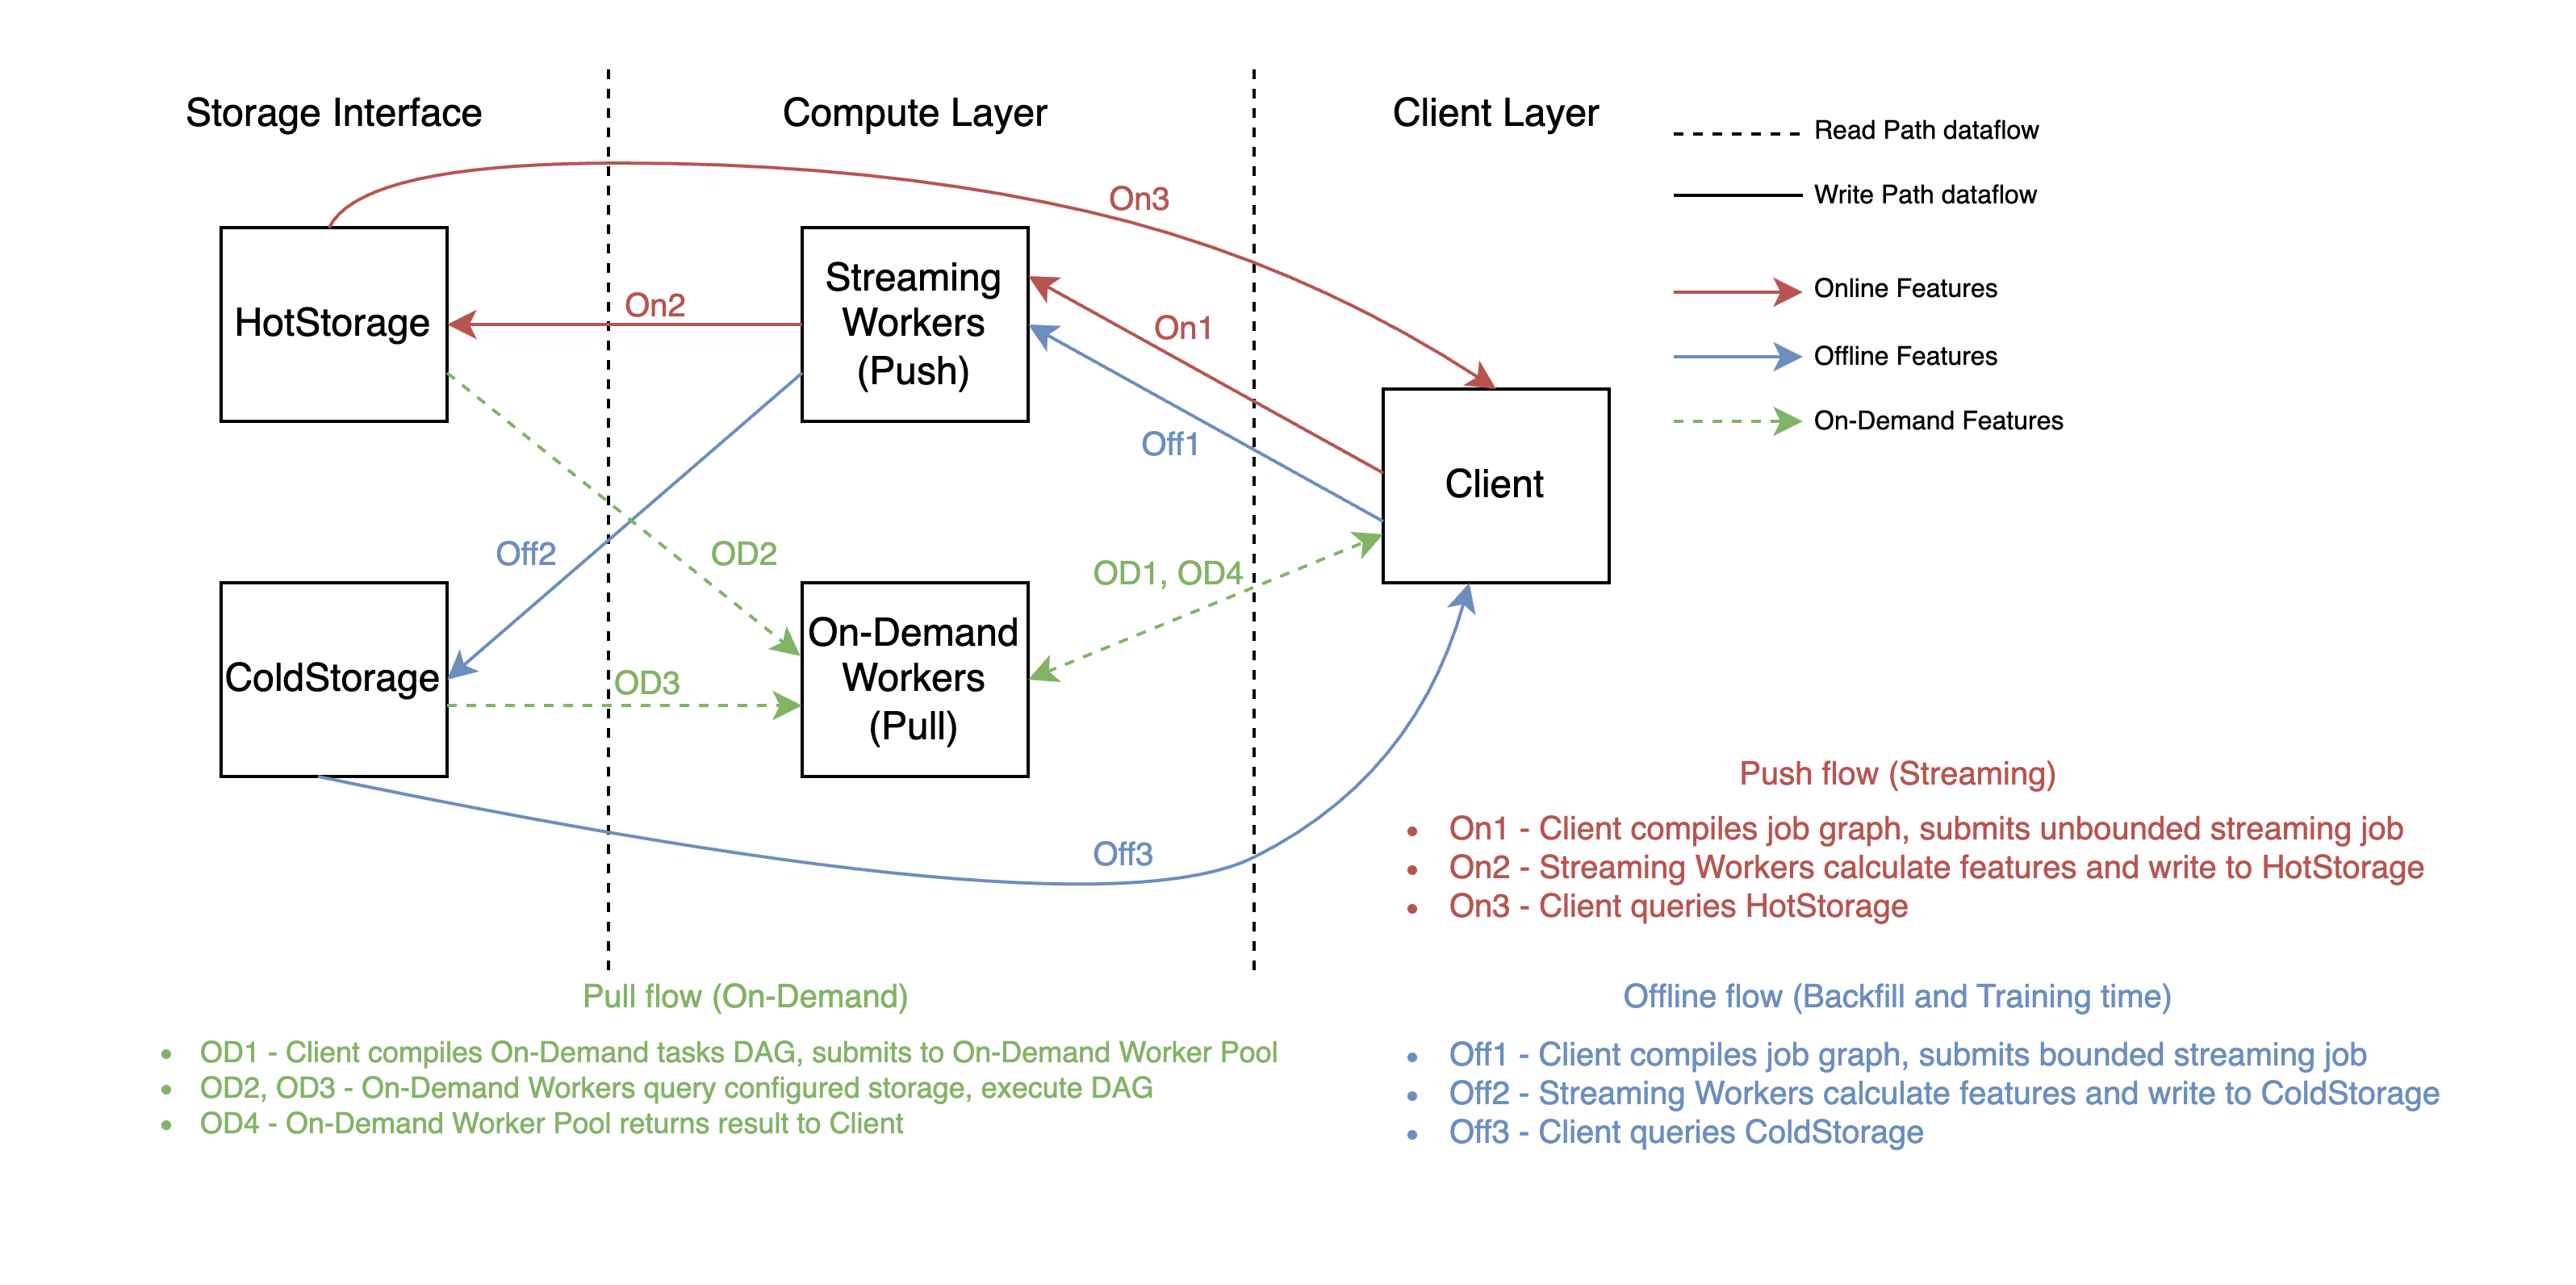 Storage Interface
Compute Layer
Client Layer
Read Path dataflow
Write Path dataflow
Online Features
Offline Features
On-Demand Features
On3
HotStorage
On2
Streaming
Workers
(Push)
On1
Off1
Client
Off2
OD2
OD1, OD4
ColdStorage
OD3
On-Demand
Workers
(Pull)
Off3
Push flow (Streaming)
• On1 - Client compiles job graph, submits unbounded streaming job
• On2 - Streaming Workers calculate features and write to HotStorage
• On3 - Client queries HotStorage
Pull flow (On-Demand)
• OD1 - Client compiles On-Demand tasks DAG, submits to On-Demand Worker Pool
• OD2, OD3 - On-Demand Workers query configured storage, execute DAG
• OD4 - On-Demand Worker Pool returns result to Client
Offline flow (Backfill and Training time)
• Off1 - Client compiles job graph, submits bounded streaming job
• Off2 - Streaming Workers calculate features and write to ColdStorage
• Off3 - Client queries ColdStorage